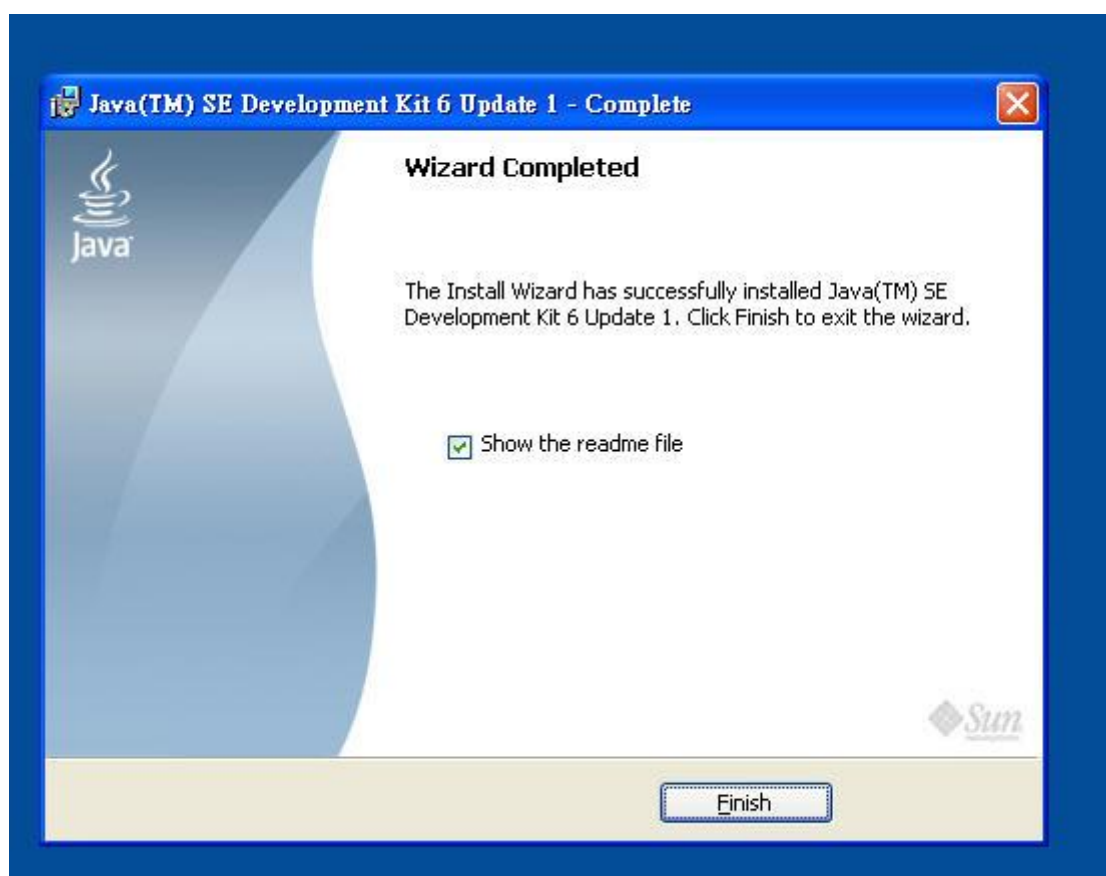 Java(TM) SE Development Kit 6 Update 1 - Complete
Java
Wizard Completed
The Install Wizard has successfully installed Java(TM) SE
Development Kit 6 Update 1. Click Finish to exit the wizard.
Show the readme file
Sun
Finish